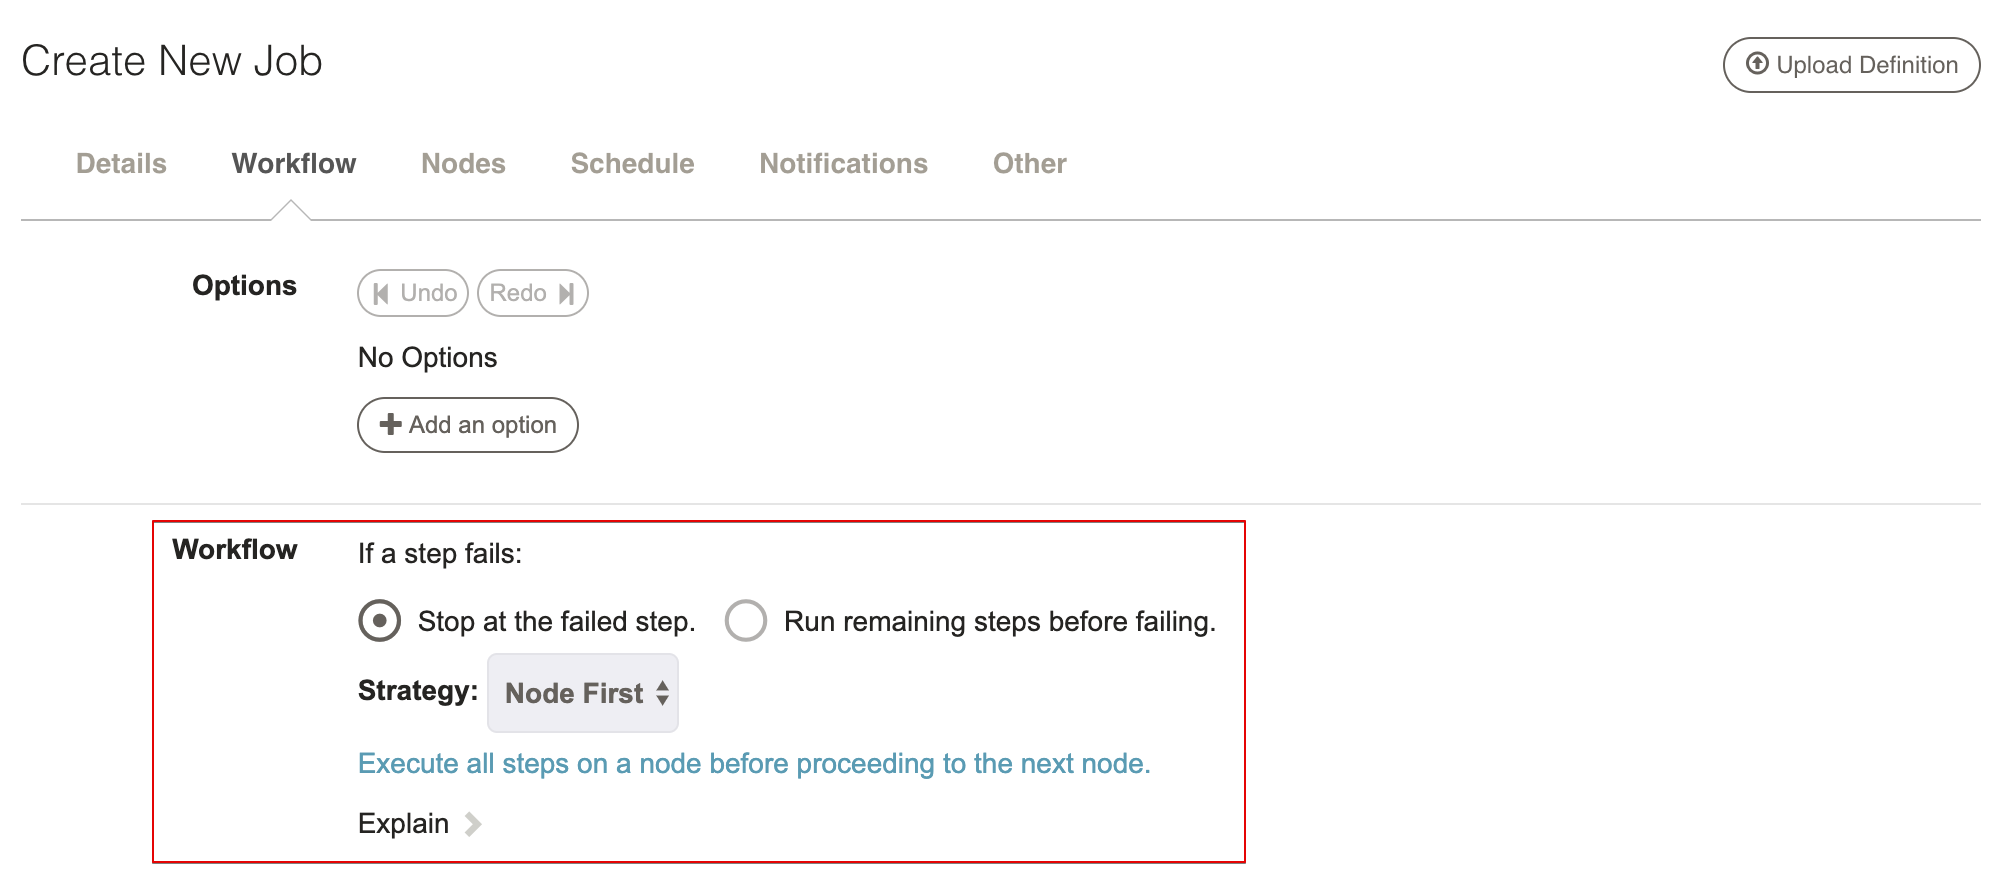 Create New Job
Upload Definition
Details Workflow Nodes Schedule Notifications Other
Options
Undo Redo
No Options
Add an option
Workflow If a step fails:
Stop at the failed step. Run remaining steps before failing.
Strategy: Node First
Execute all steps on a node before proceeding to the next node.
Explain